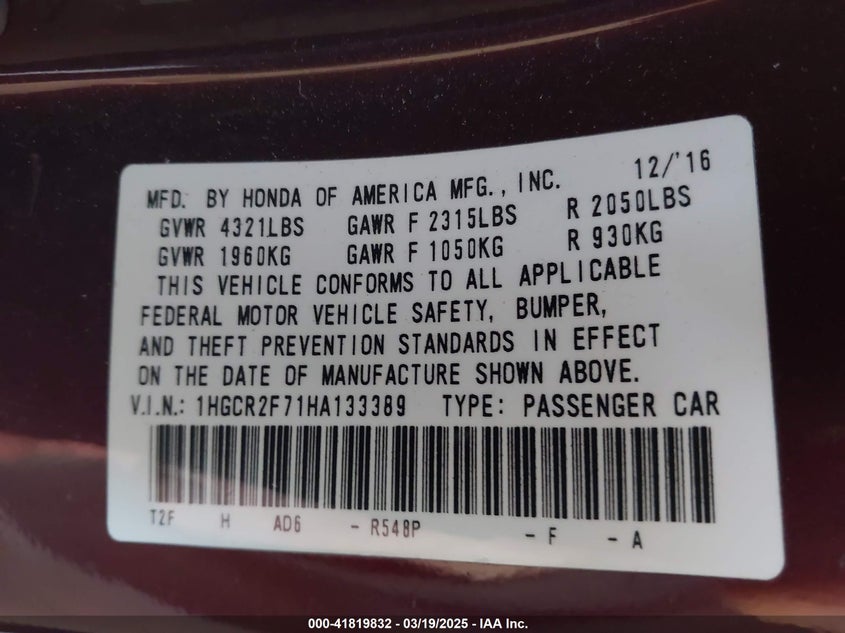 MFD. BY HONDA OF AMERICA MFG., INC. 12/'16
GVWR 4321LBS GAWR F 2315LBS R 2050LBS
GVWR 1960KG GAWR F 1050KG R 930KG
THIS VEHICLE CONFORMS TO ALL APPLICABLE
FEDERAL MOTOR VEHICLE SAFETY, BUMPER,
AND THEFT PREVENTION STANDARDS IN EFFECT
ON THE DATE OF MANUFACTURE SHOWN ABOVE.
V.I.N.: 1HGCR2F71HA133389 TYPE: PASSENGER CAR
T2F H AD6 - R548P - F - A
000-41819832 - 03/19/2025 - IAA Inc.